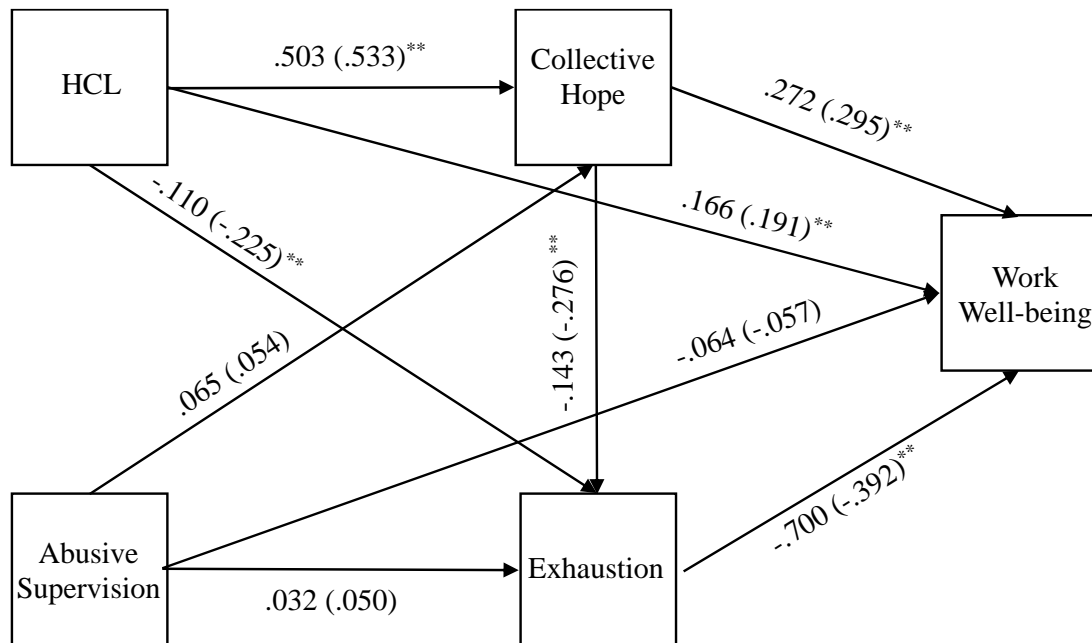 HCL
.503 (.533)**
Collective
Hope
.272 (.295)**
-.110 (-.225)**
.166 (.191)**
-.143 (-.276)**
Work
Well-being
.065 (.054)
-.064 (-.057)
-.700 (-.392)**
Abusive
Supervision
.032 (.050)
Exhaustion